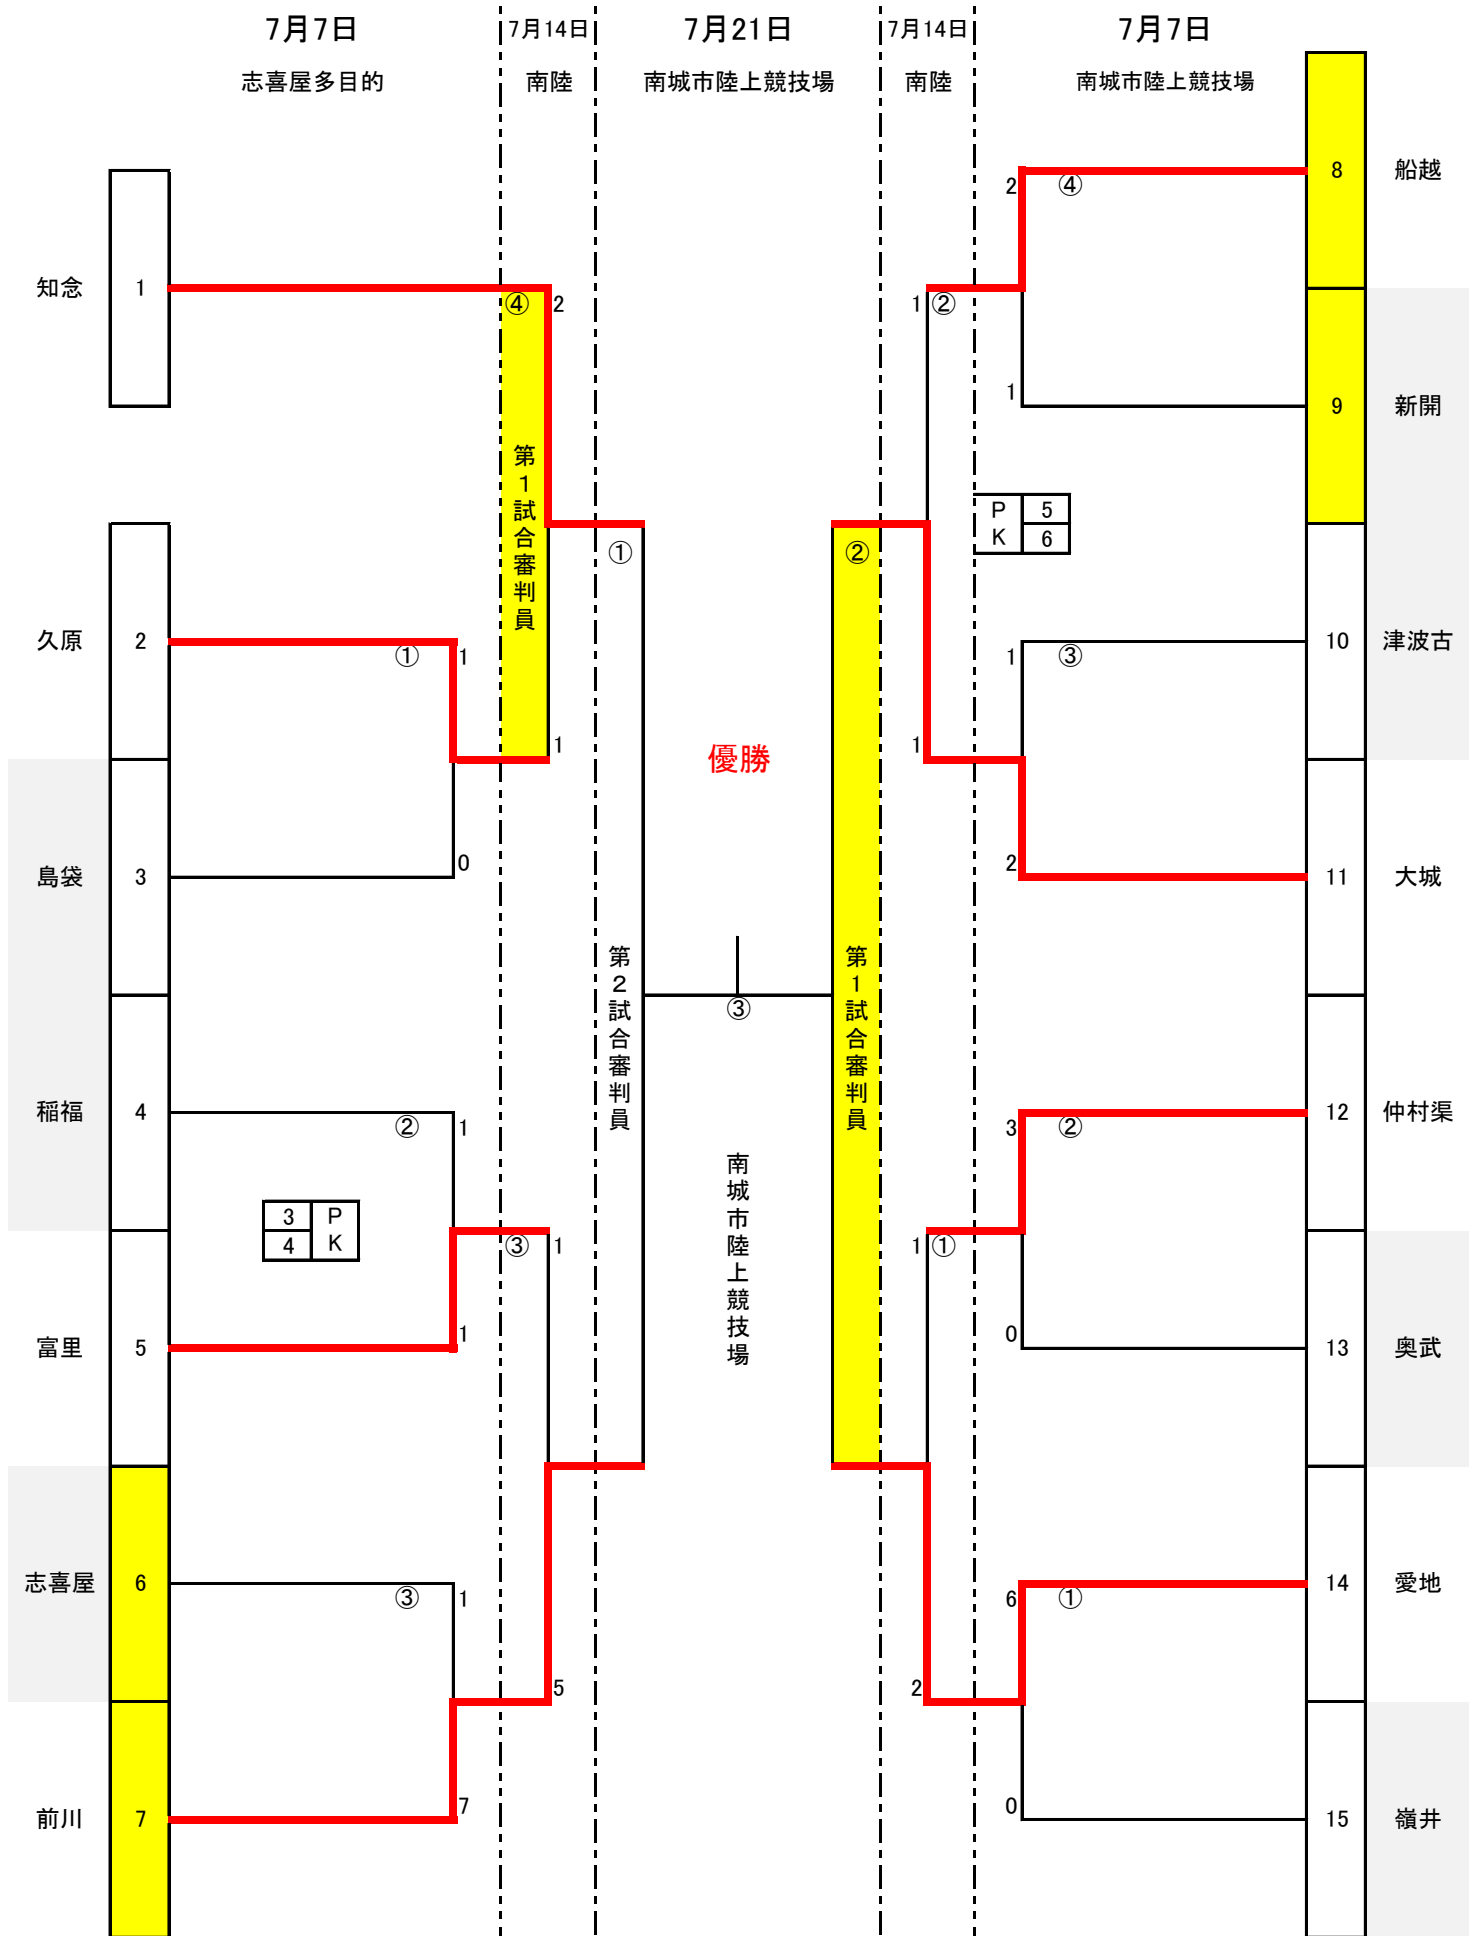 7月7日 7月14日 7月21日 7月14日 7月7日
志喜屋多目的 南陸 南城市陸上競技場 南陸 南城市陸上競技場
2 ④ 8 船越
知念 1
④ 2 1 ②
1 9 新開
第1試合審判員
P K 5 6
① ②
久原 2 ① 1
1 ③ 10 津波古
1 1
優勝
島袋 3 0
2 11 大城
第2試合審判員
第1試合審判員
③
稲福 4 ② 1
3 ② 12 仲村渠
南城市陸上競技場
3 4 P K
③ 1 1 ①
富里 5 1
0 13 奥武
志喜屋 6 ③ 1
6 ① 14 愛地
5 2
前川 7 7
0 15 嶺井